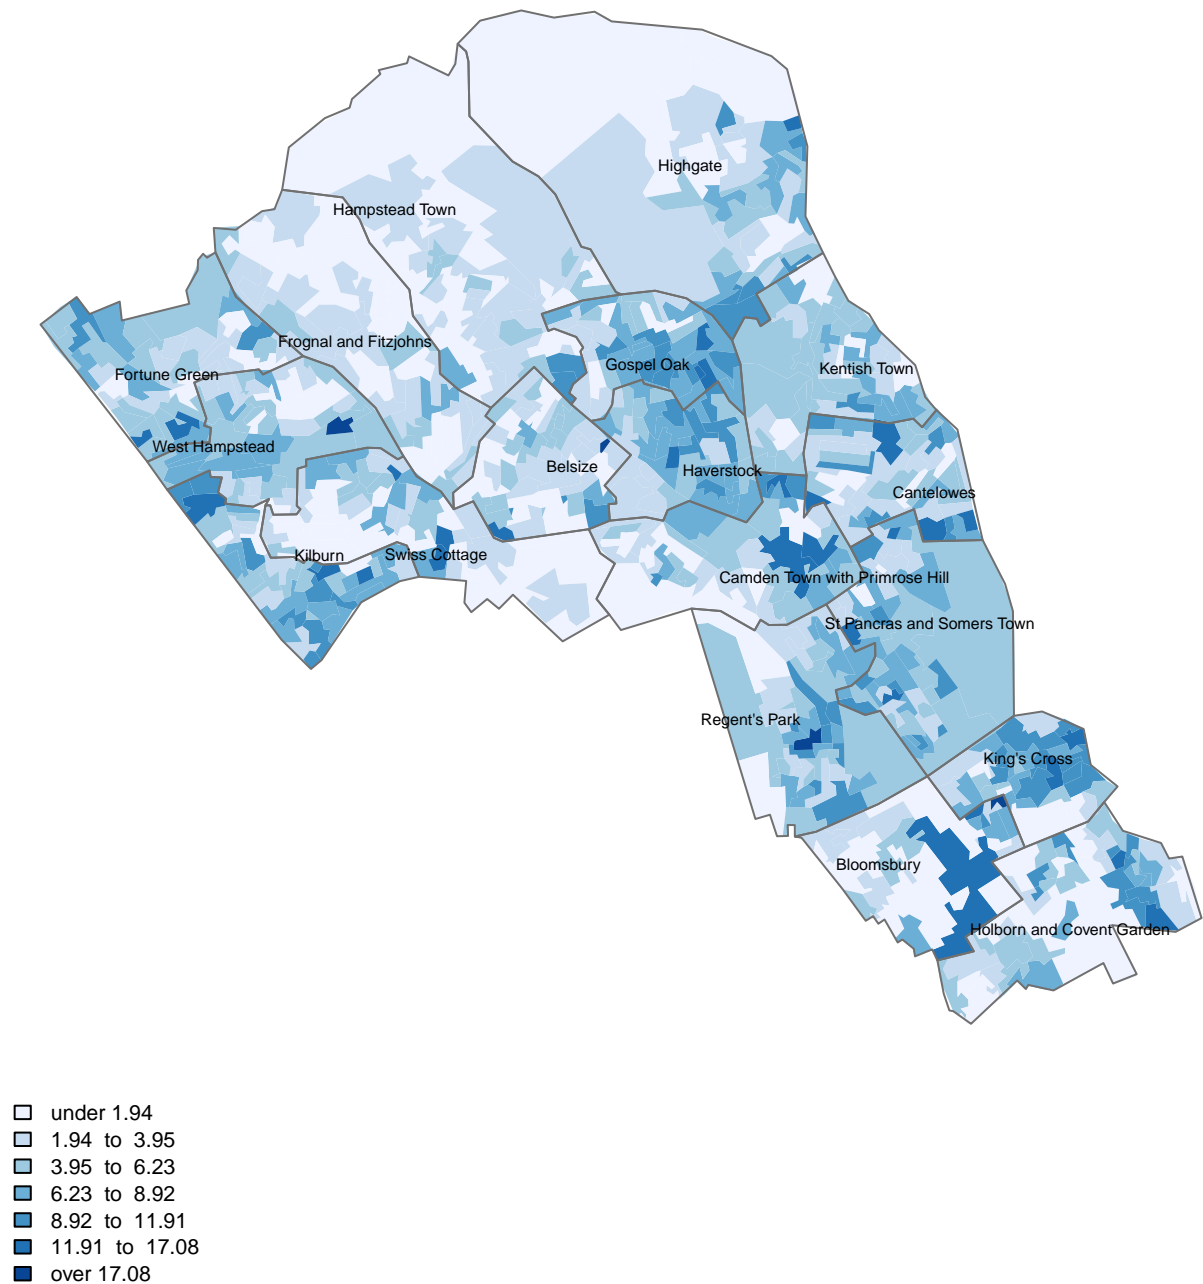 Highgate
Hampstead Town
Frognal and Fitzjohns
Gospel Oak
Kentish Town
Fortune Green
West Hampstead
Belsize
Haverstock
Cantelowes
Kilburn
Swiss Cottage
Camden Town with Primrose Hill
St Pancras and Somers Town
Regent's Park
King's Cross
Bloomsbury
Holborn and Covent Garden
under 1.94
1.94 to 3.95
3.95 to 6.23
6.23 to 8.92
8.92 to 11.91
11.91 to 17.08
over 17.08